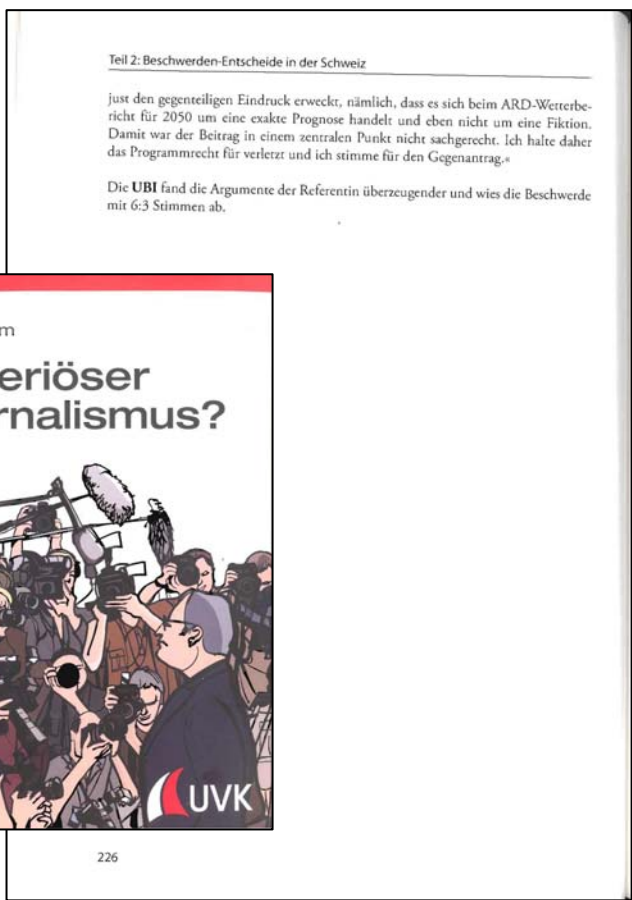 Teil 2: Beschwerden-Entscheide in der Schweiz
just den gegenteiligen Eindruck erweckt, nämlich, dass es sich beim ARD-Wetterbe-
richt für 2050 um eine exakte Prognose handelt und eben nicht um eine Fiktion.
Damit war der Beitrag in einem zentralen Punkt nicht sachgerecht. Ich halte daher
das Programmrecht für verletzt und ich stimme für den Gegenantrag.«
Die UBI fand die Argumente der Referentin überzeugender und wies die Beschwerde
mit 6:3 Stimmen ab.
m
eriöser
rnalismus?
UVK
226